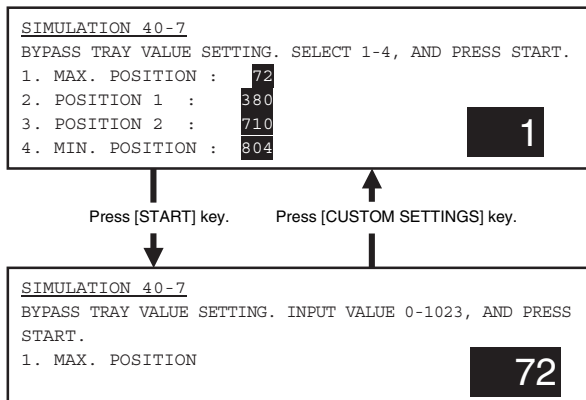 SIMULATION 40-7
BYPASS TRAY VALUE SETTING. SELECT 1-4, AND PRESS START.
1. MAX. POSITION : 72
2. POSITION 1 : 380
3. POSITION 2 : 710
4. MIN. POSITION : 804
1
Press [START] key.
Press [CUSTOM SETTINGS] key.
SIMULATION 40-7
BYPASS TRAY VALUE SETTING. INPUT VALUE 0-1023, AND PRESS
START.
1. MAX. POSITION
72